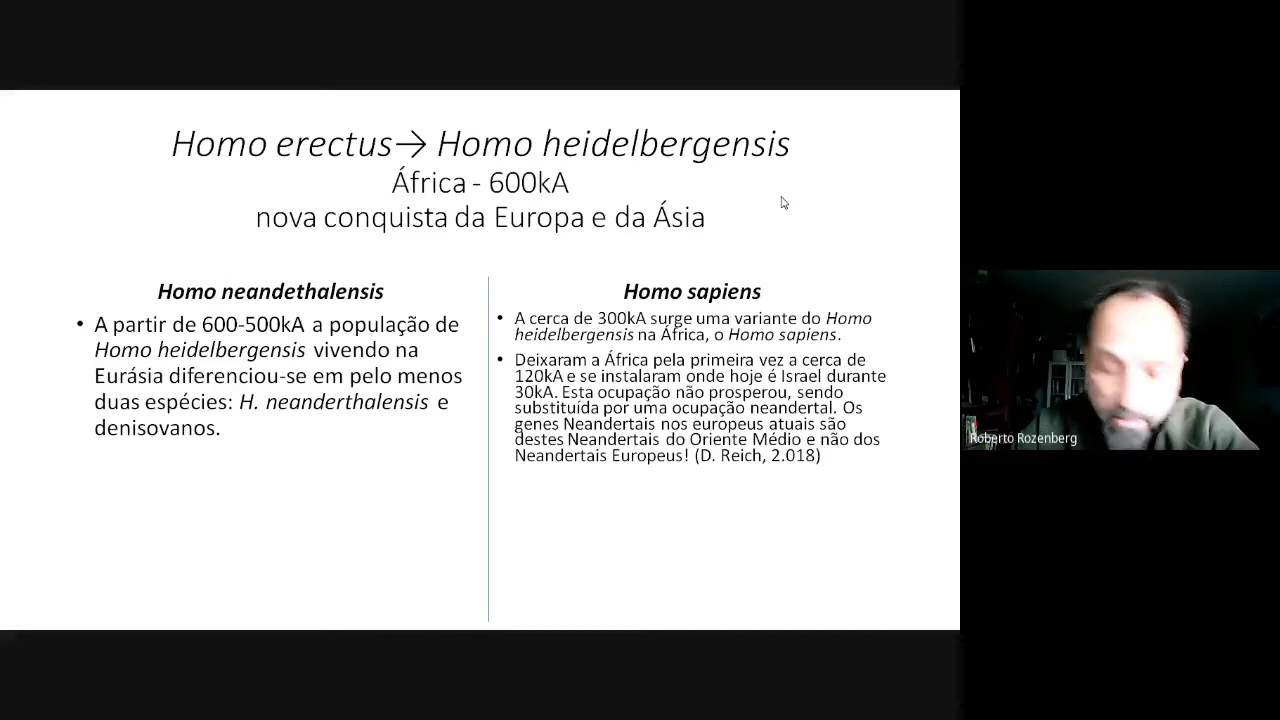 Homo erectus→ Homo heidelbergensis
África - 600kA
nova conquista da Europa e da Ásia
Homo neandethalensis
• A partir de 600-500kA a população de
Homo heidelbergensis vivendo na
Eurásia diferenciou-se em pelo menos
duas espécies: H. neanderthalensis e
denisovanos.
Homo sapiens
• A cerca de 300kA surge uma variante do Homo
heidelbergensis na África, o Homo sapiens.
• Deixaram a África pela primeira vez a cerca de
120kA e se instalaram onde hoje é Israel durante
30kA. Esta ocupação não prosperou, sendo
substituída por uma ocupação neandertal. Os
genes Neandertais nos europeus atuais são
destes Neandertais do Oriente Médio e não dos
Neandertais Europeus! (D. Reich, 2.018)
Roberto Rozenberg